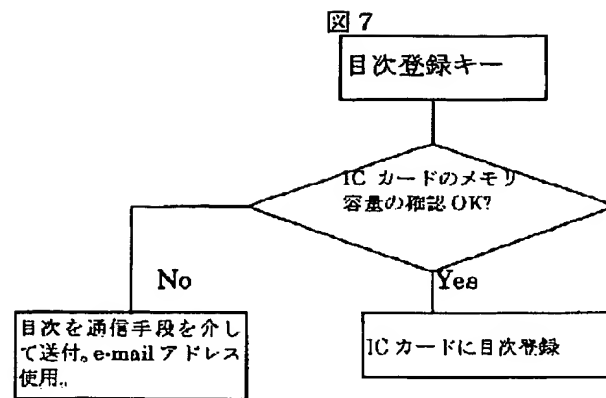 図 7
目次登録キー
IC カードのメモリ
容量の確認 OK?
No
Yes
目次を通信手段を介し
て送付。e-mail アドレス
使用。
IC カードに目次登録